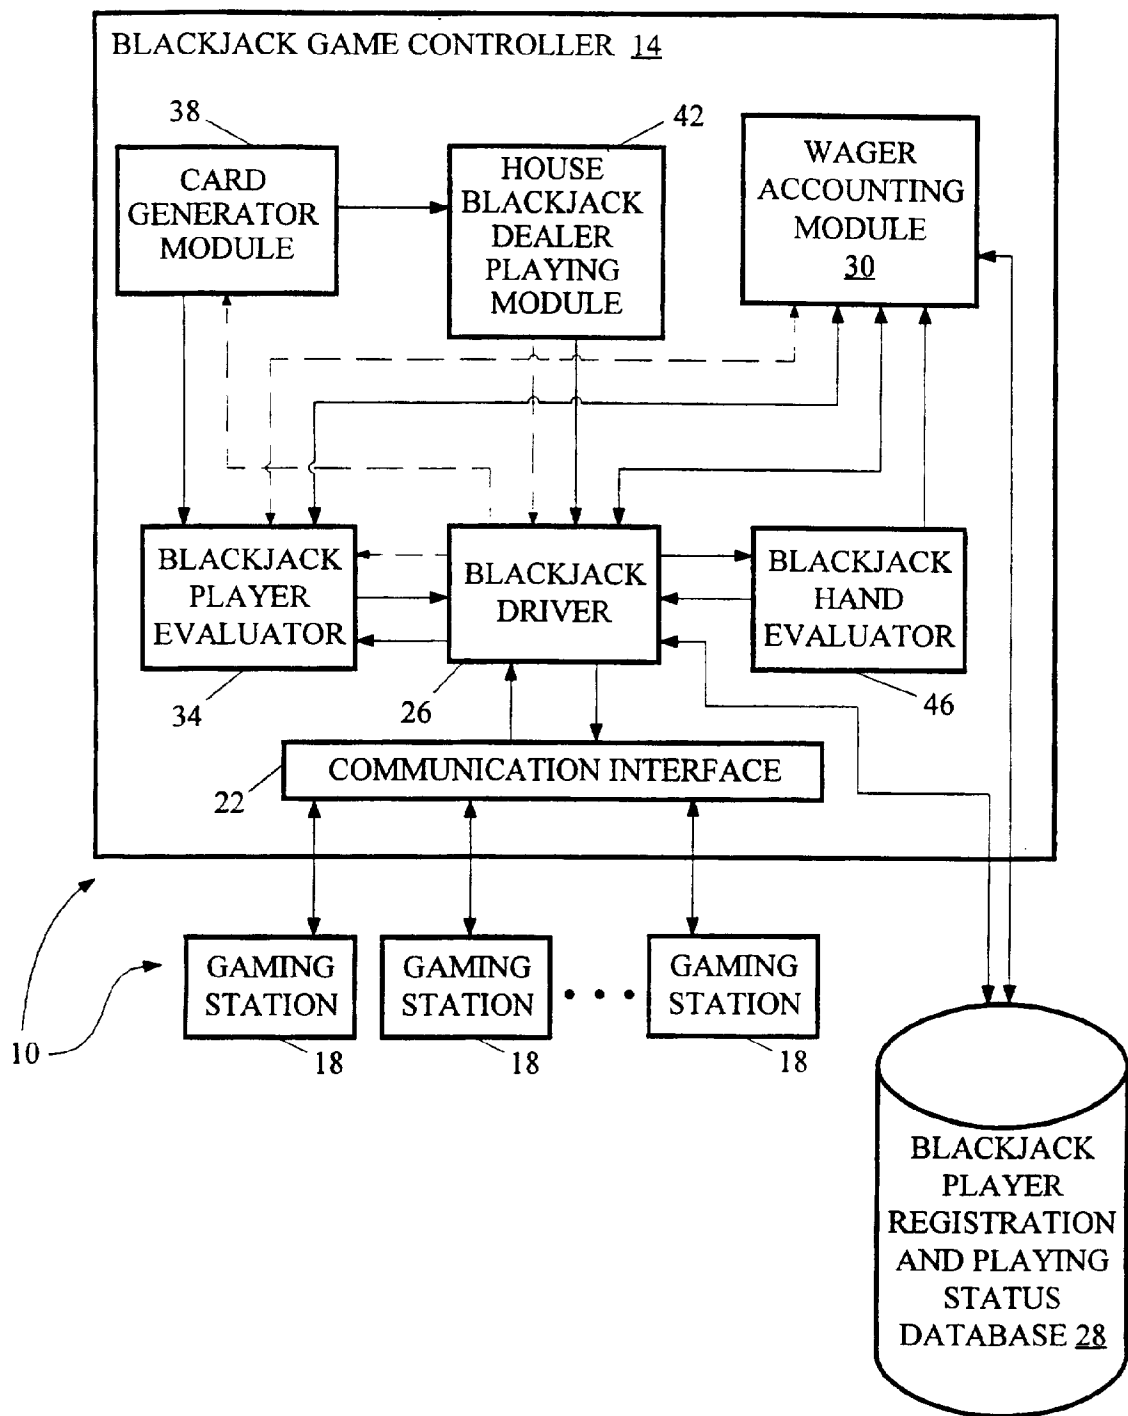 BLACKJACK GAME CONTROLLER 14
38
42
CARD
GENERATOR
MODULE
HOUSE
BLACKJACK
DEALER
PLAYING
MODULE
WAGER
ACCOUNTING
MODULE
30
BLACKJACK
PLAYER
EVALUATOR
BLACKJACK
DRIVER
BLACKJACK
HAND
EVALUATOR
34
26
46
COMMUNICATION INTERFACE
22
GAMING
STATION
GAMING
STATION
GAMING
STATION
10
18
18
18
BLACKJACK
PLAYER
REGISTRATION
AND PLAYING
STATUS
DATABASE 28